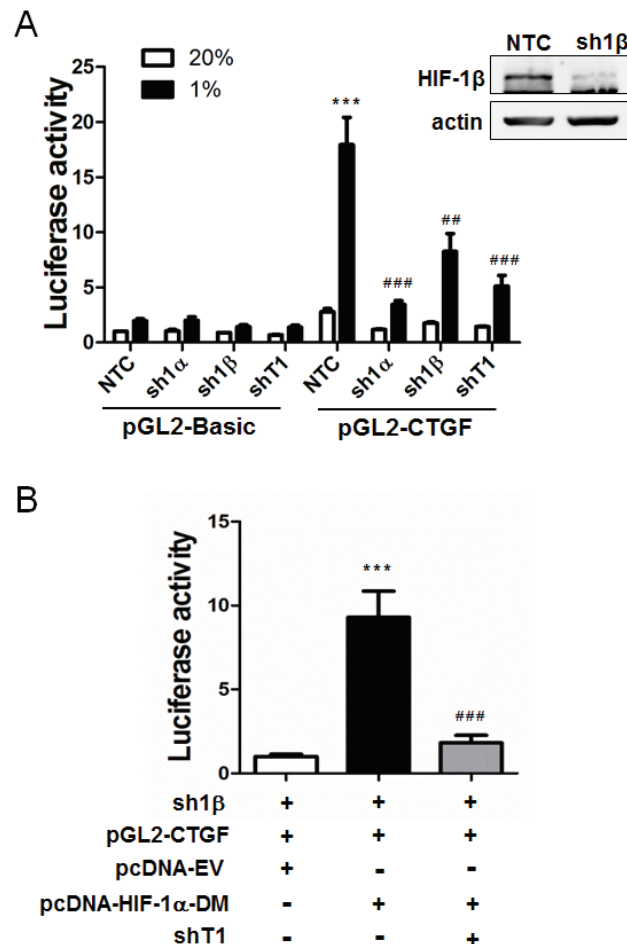 A
20%
1%
NTC sh1β
HIF-1β
actin
Luciferase activity
25
20
15
10
5
0
***
###
##
###
NTC sh1α sh1β shT1 NTC sh1α sh1β shT1
pGL2-Basic pGL2-CTGF
B
Luciferase activity
15
10
5
0
***
###
sh1β + + +
pGL2-CTGF + + +
pcDNA-EV + - -
pcDNA-HIF-1α-DM - + +
shT1 - - +